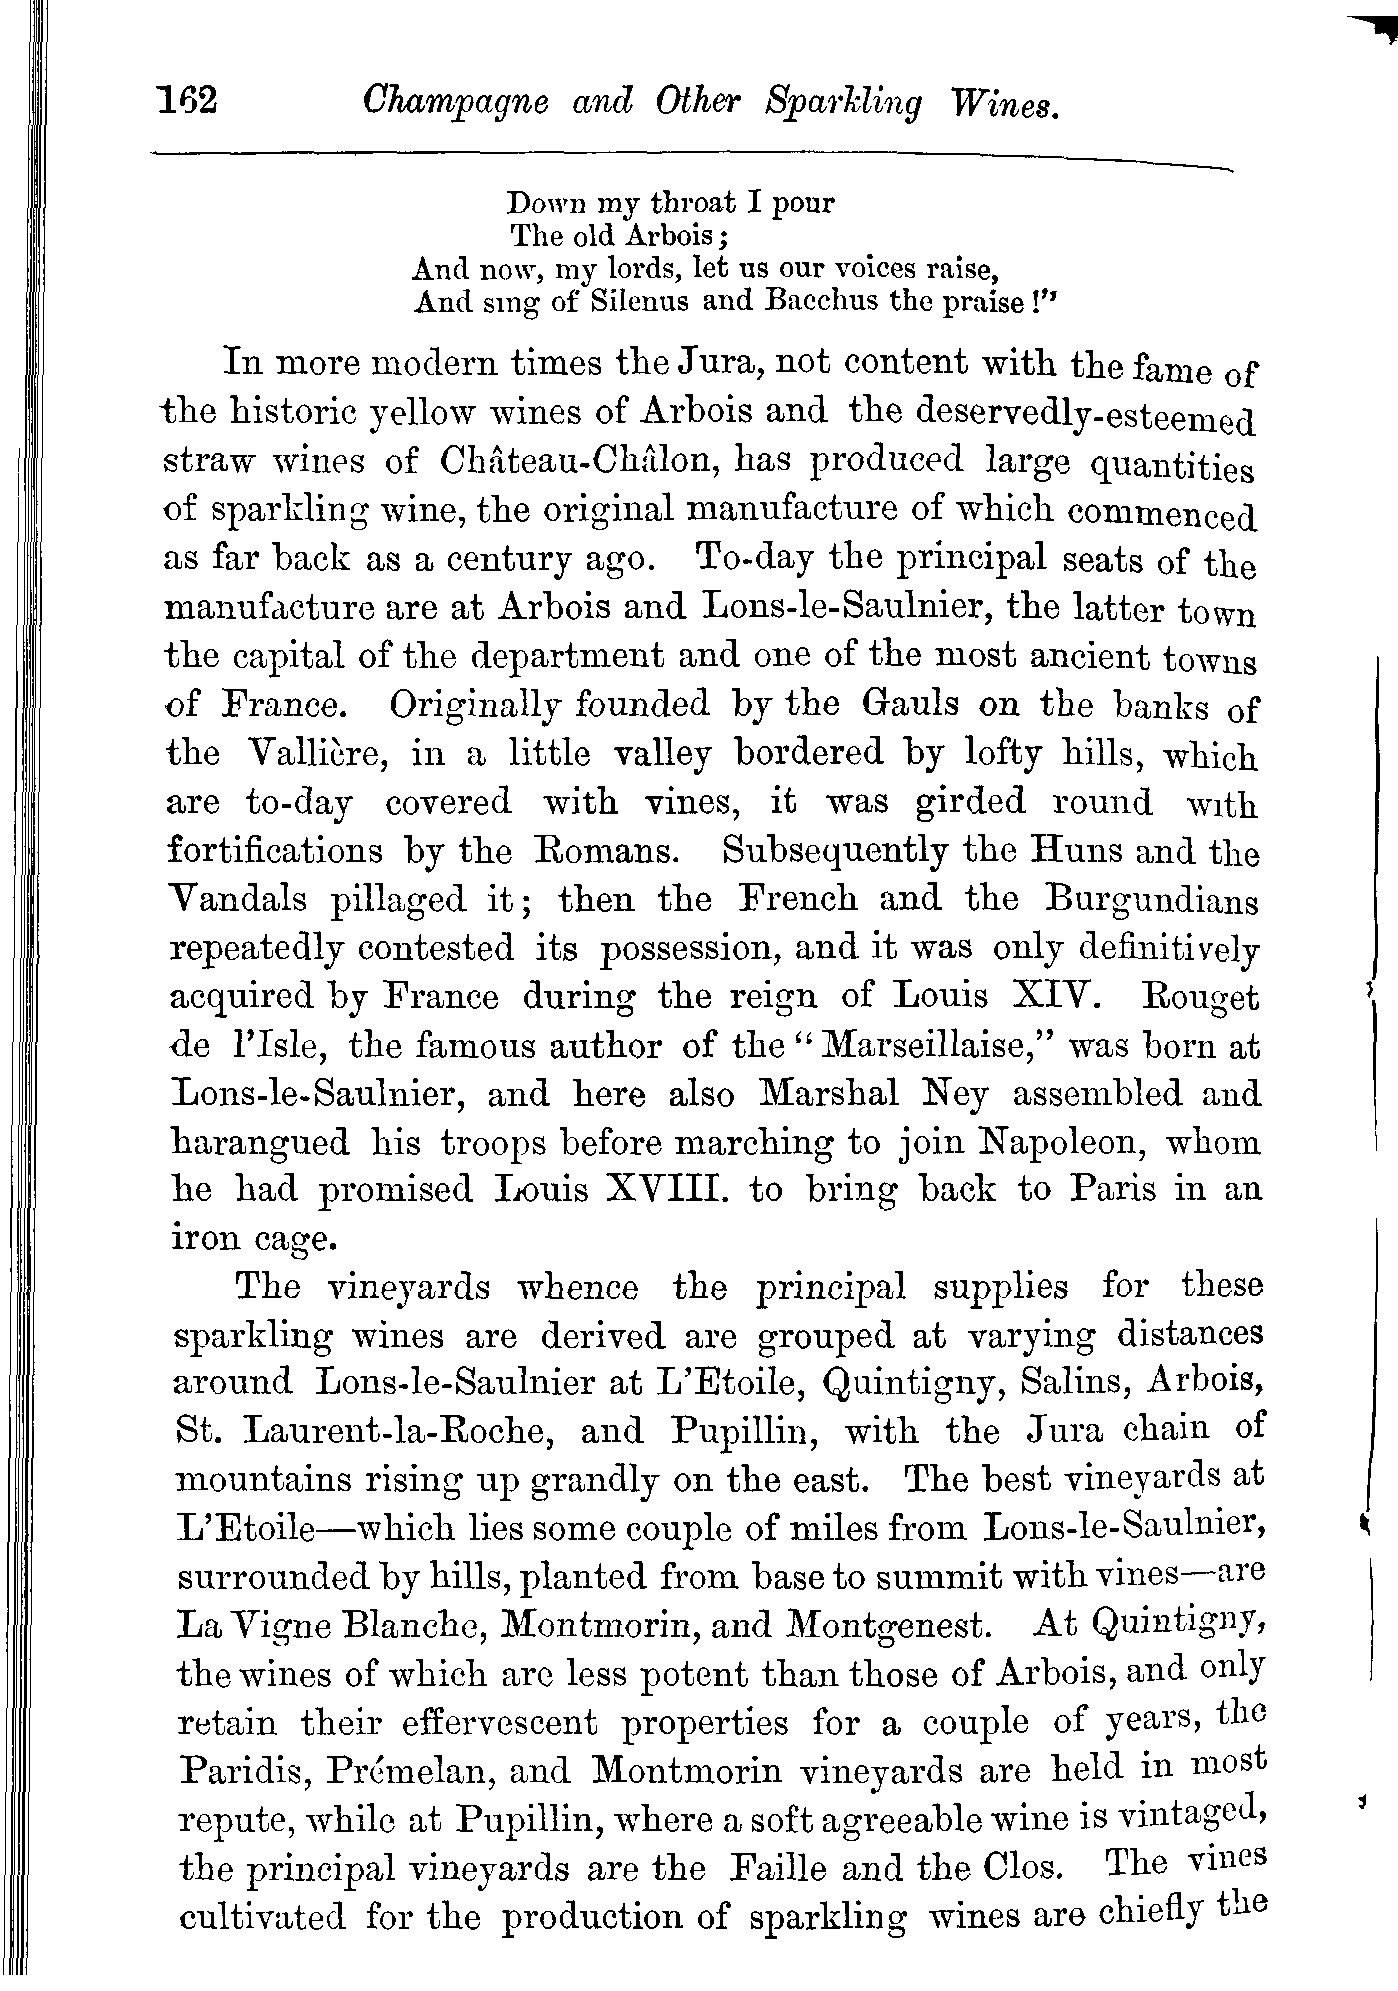 162 Champagne and Other Sparkling Wines.
Down my throat I pour
The old Arbois;
And now, my lords, let us our voices raise,
And sing of Silenus and Bacchus the praise!"
In more modern times the Jura, not content with the fame of
the historic yellow wines of Arbois and the deservedly-esteemed
straw wines of Château-Châlon, has produced large quantities
of sparkling wine, the original manufacture of which commenced
as far back as a century ago. To-day the principal seats of the
manufacture are at Arbois and Lons-le-Saulnier, the latter town
the capital of the department and one of the most ancient towns
of France. Originally founded by the Gauls on the banks of
the Vallière, in a little valley bordered by lofty hills, which
are to-day covered with vines, it was girded round with
fortifications by the Romans. Subsequently the Huns and the
Vandals pillaged it; then the French and the Burgundians
repeatedly contested its possession, and it was only definitively
acquired by France during the reign of Louis XIV. Rouget
de l'Isle, the famous author of the "Marseillaise," was born at
Lons-le-Saulnier, and here also Marshal Ney assembled and
harangued his troops before marching to join Napoleon, whom
he had promised Louis XVIII. to bring back to Paris in an
iron cage.
The vineyards whence the principal supplies for these
sparkling wines are derived are grouped at varying distances
around Lons-le-Saulnier at L'Etoile, Quintigny, Salins, Arbois,
St. Laurent-la-Roche, and Pupillin, with the Jura chain of
mountains rising up grandly on the east. The best vineyards at
L'Etoile—which lies some couple of miles from Lons-le-Saulnier,
surrounded by hills, planted from base to summit with vines—are
La Vigne Blanche, Montmorin, and Montgenest. At Quintigny,
the wines of which are less potent than those of Arbois, and only
retain their effervescent properties for a couple of years, the
Paridis, Prémelan, and Montmorin vineyards are held in most
repute, while at Pupillin, where a soft agreeable wine is vintaged,
the principal vineyards are the Faille and the Clos. The vines
cultivated for the production of sparkling wines are chiefly the